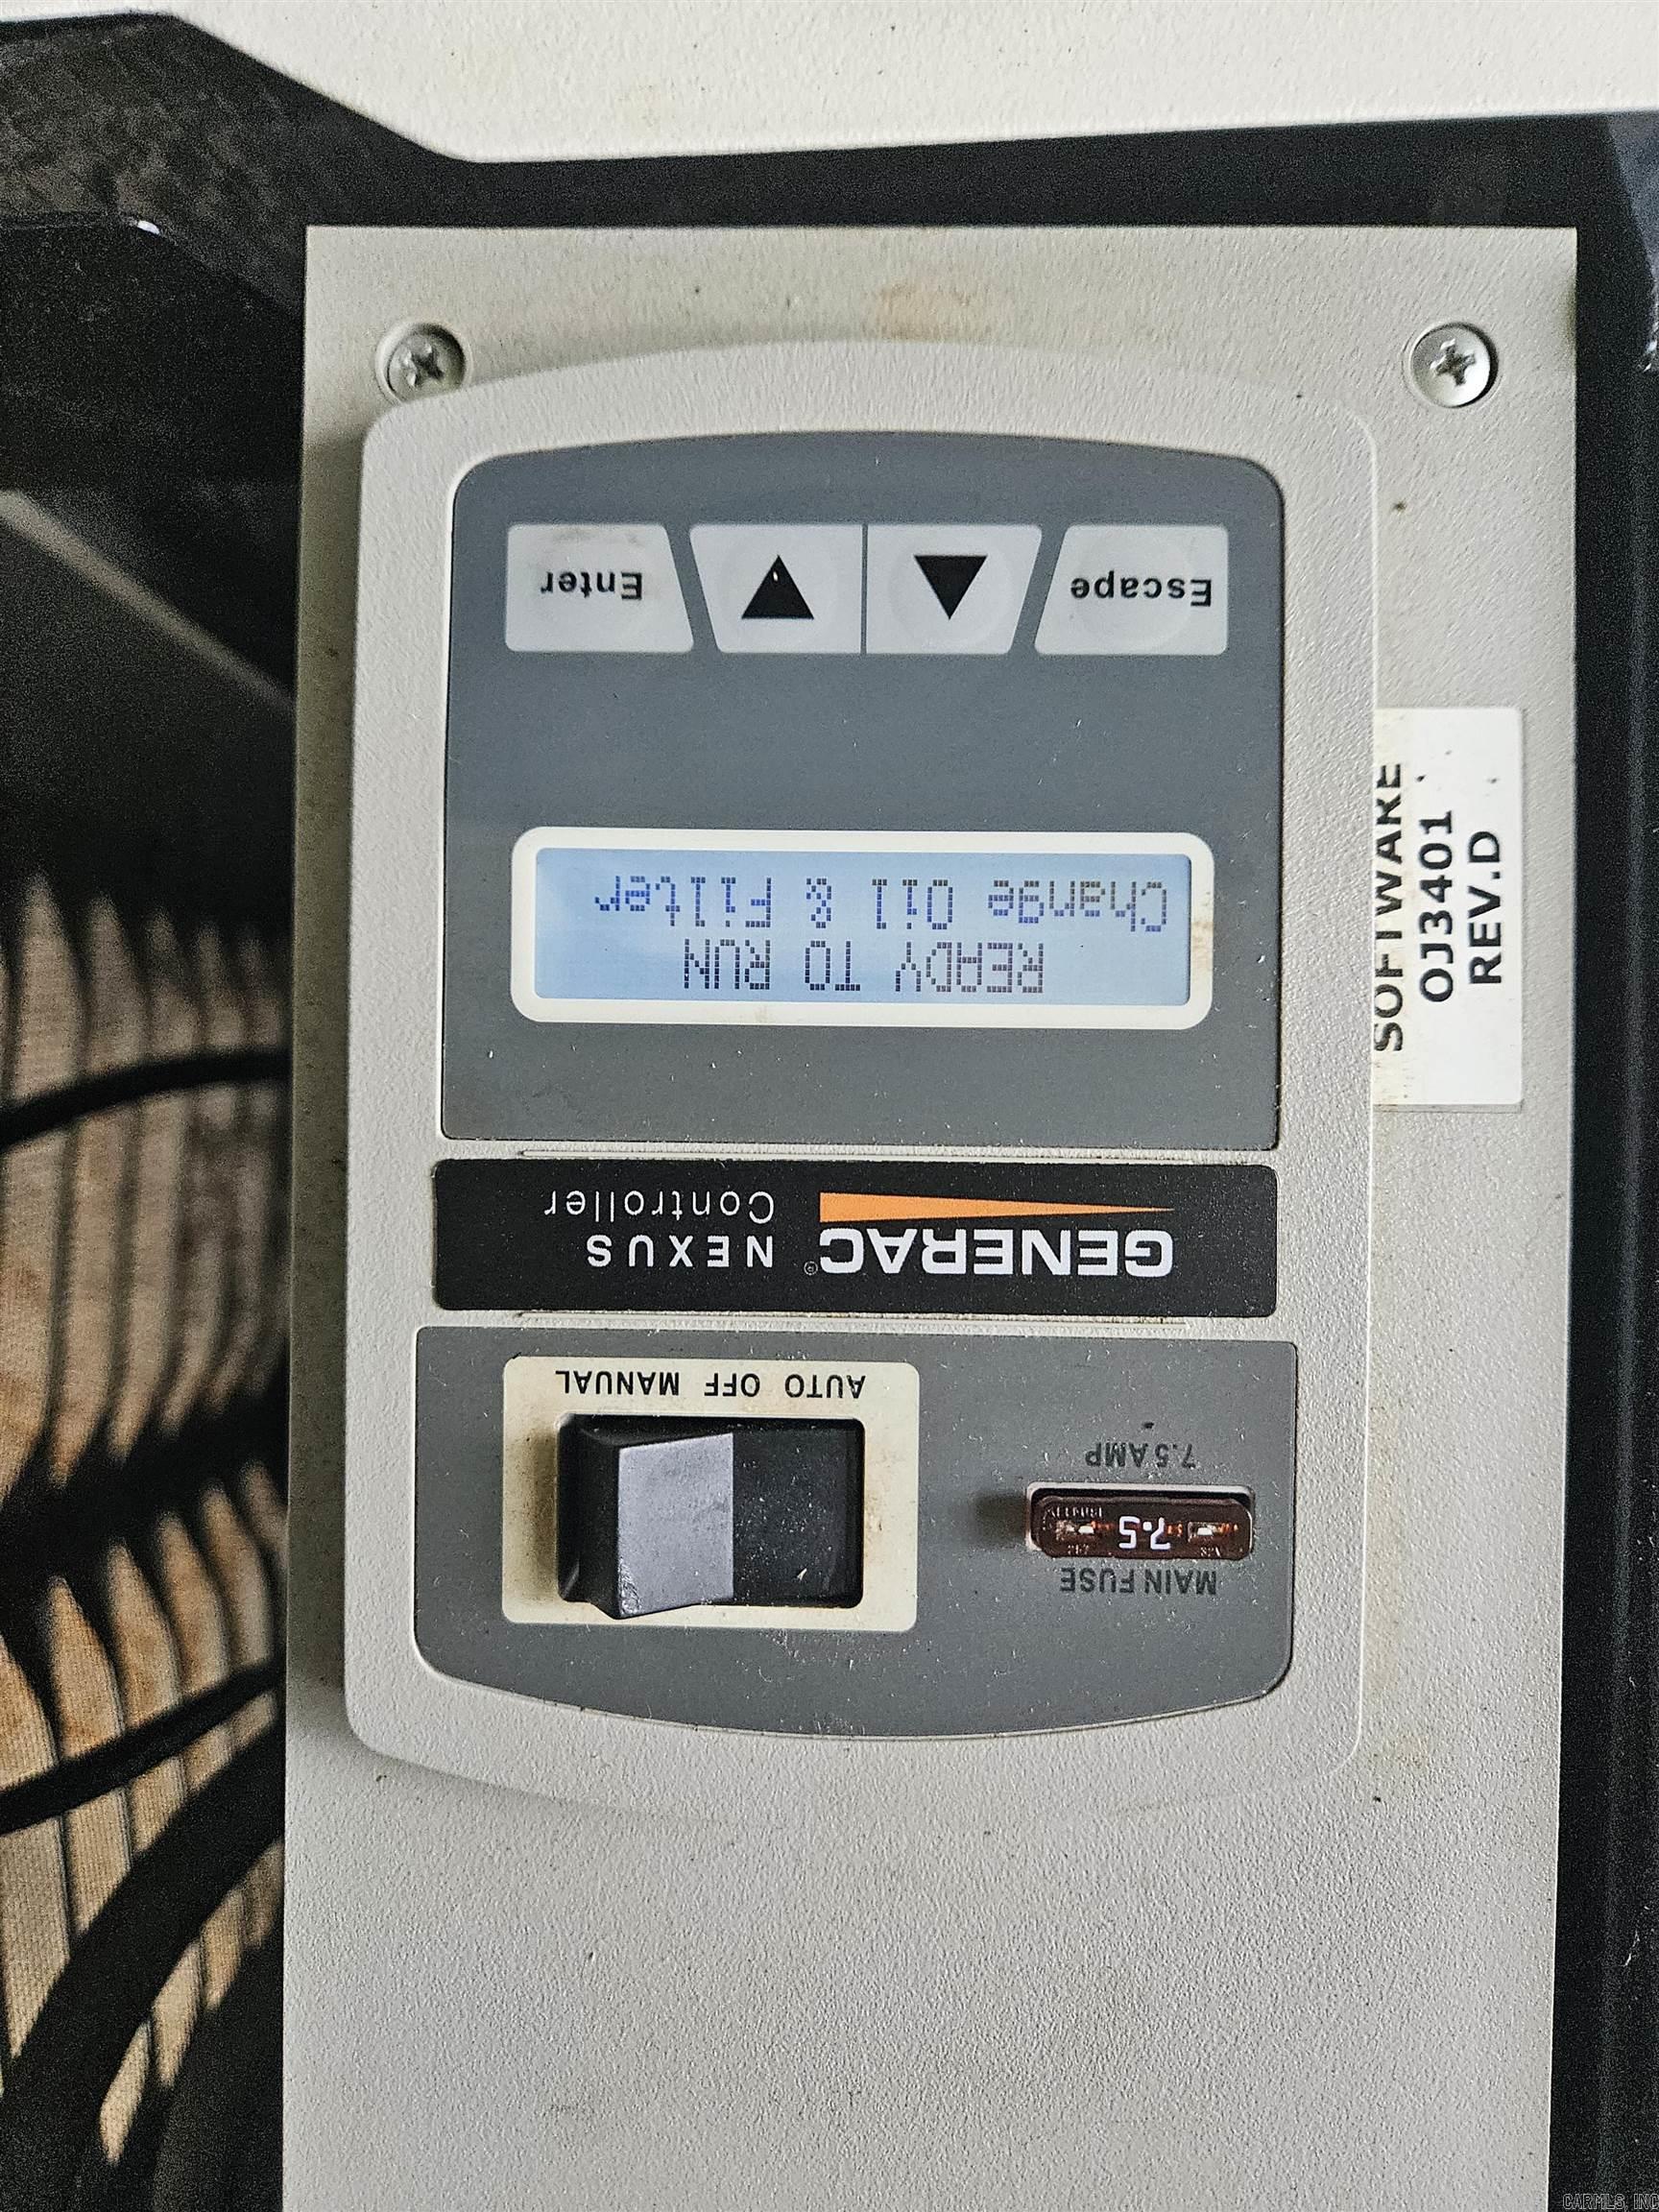 MAIN FUSE
7.5
7.5 AMP
AUTO OFF MANUAL
GENERAC®
NEXUS
Controller
READY TO RUN
Change Oil & Filter
Escape
Enter
SOFTWARE
OJ3401
REV.D
CARMLS, INC